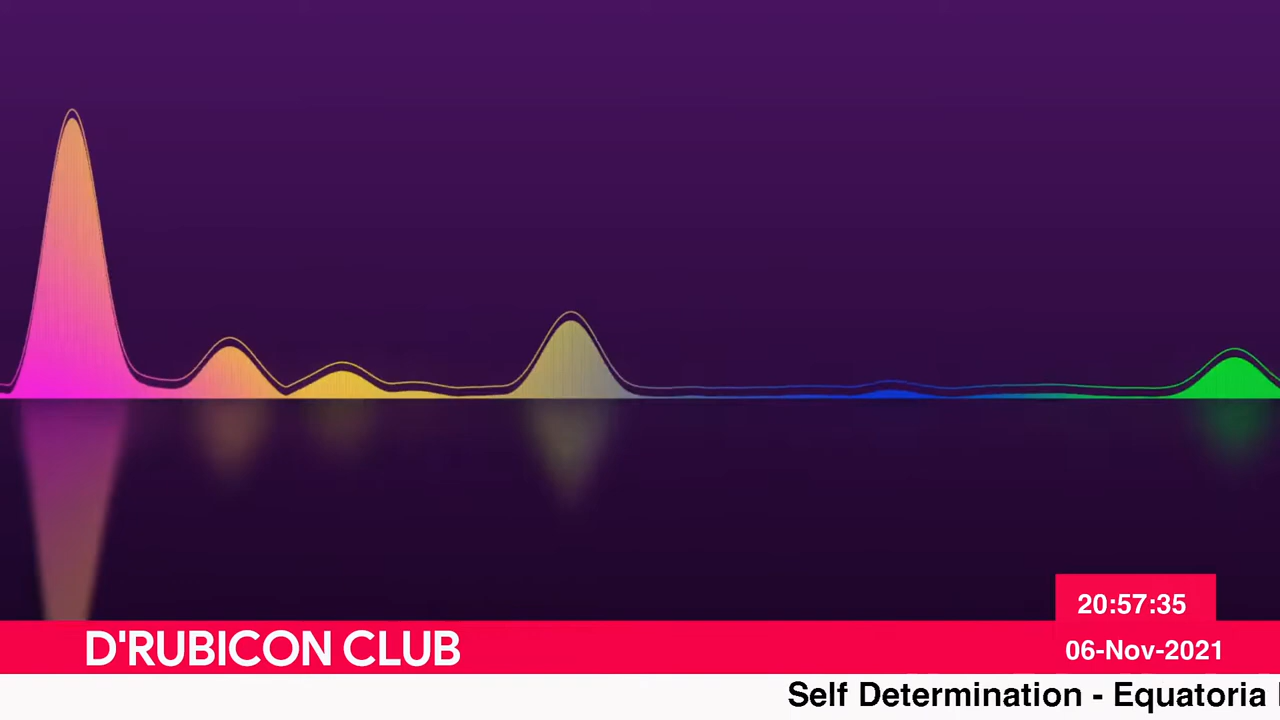 20:57:35
D'RUBICON CLUB
06-Nov-2021
Self Determination - Equatoria